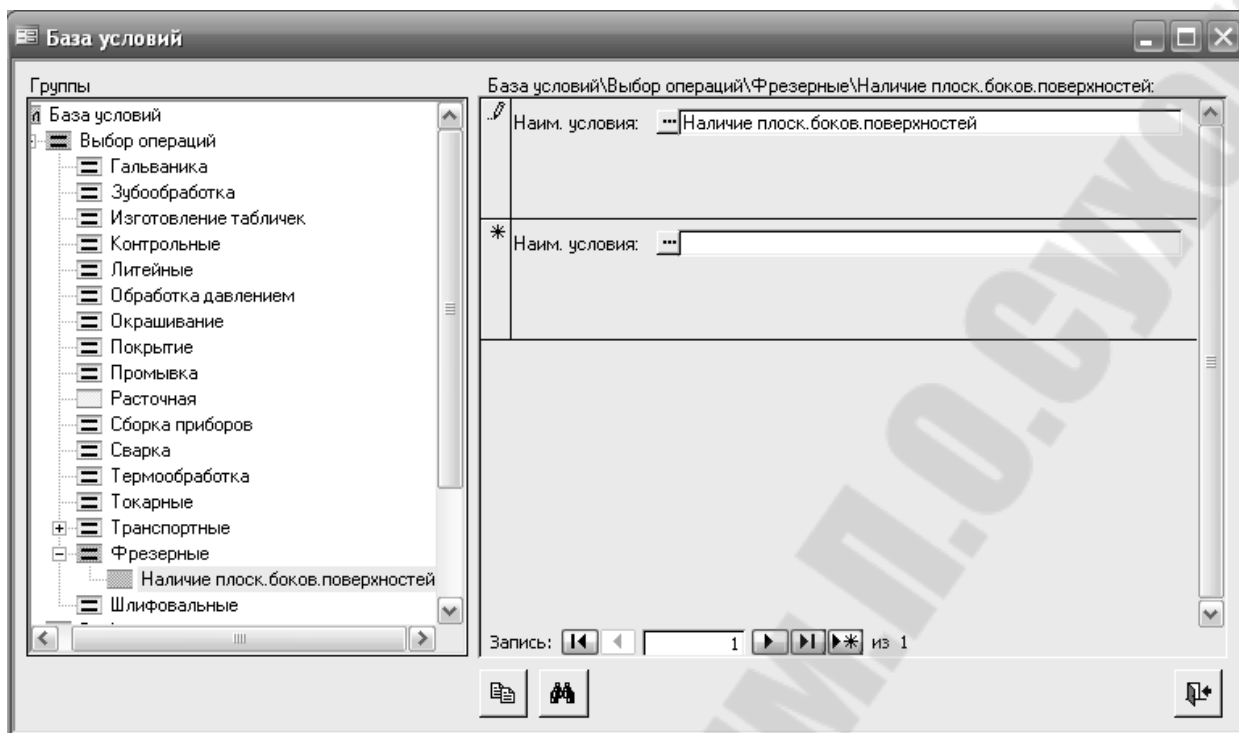 База условий
Группы
База условий
Выбор операций
Гальваника
Зубообработка
Изготовление табличек
Контрольные
Литейные
Обработка давлением
Окрашивание
Покрытие
Промывка
Расточная
Сборка приборов
Сварка
Термообработка
Токарные
Транспортные
Фрезерные
Наличие плоск.боков.поверхностей
Шлифовальные
База условий\Выбор операций\Фрезерные\Наличие плоск.боков.поверхностей:
Наим. условия: Наличие плоск.боков.поверхностей
Наим. условия:
Запись: 1 из 1